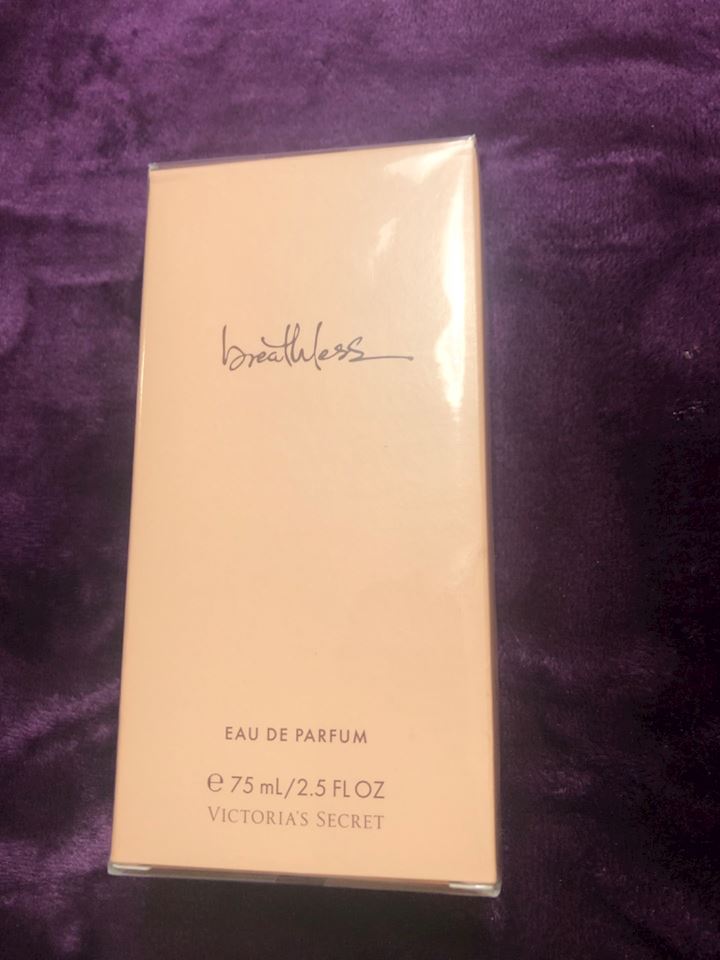 breathless
EAU DE PARFUM
℮ 75 mL/2.5 FL OZ
VICTORIA'S SECRET